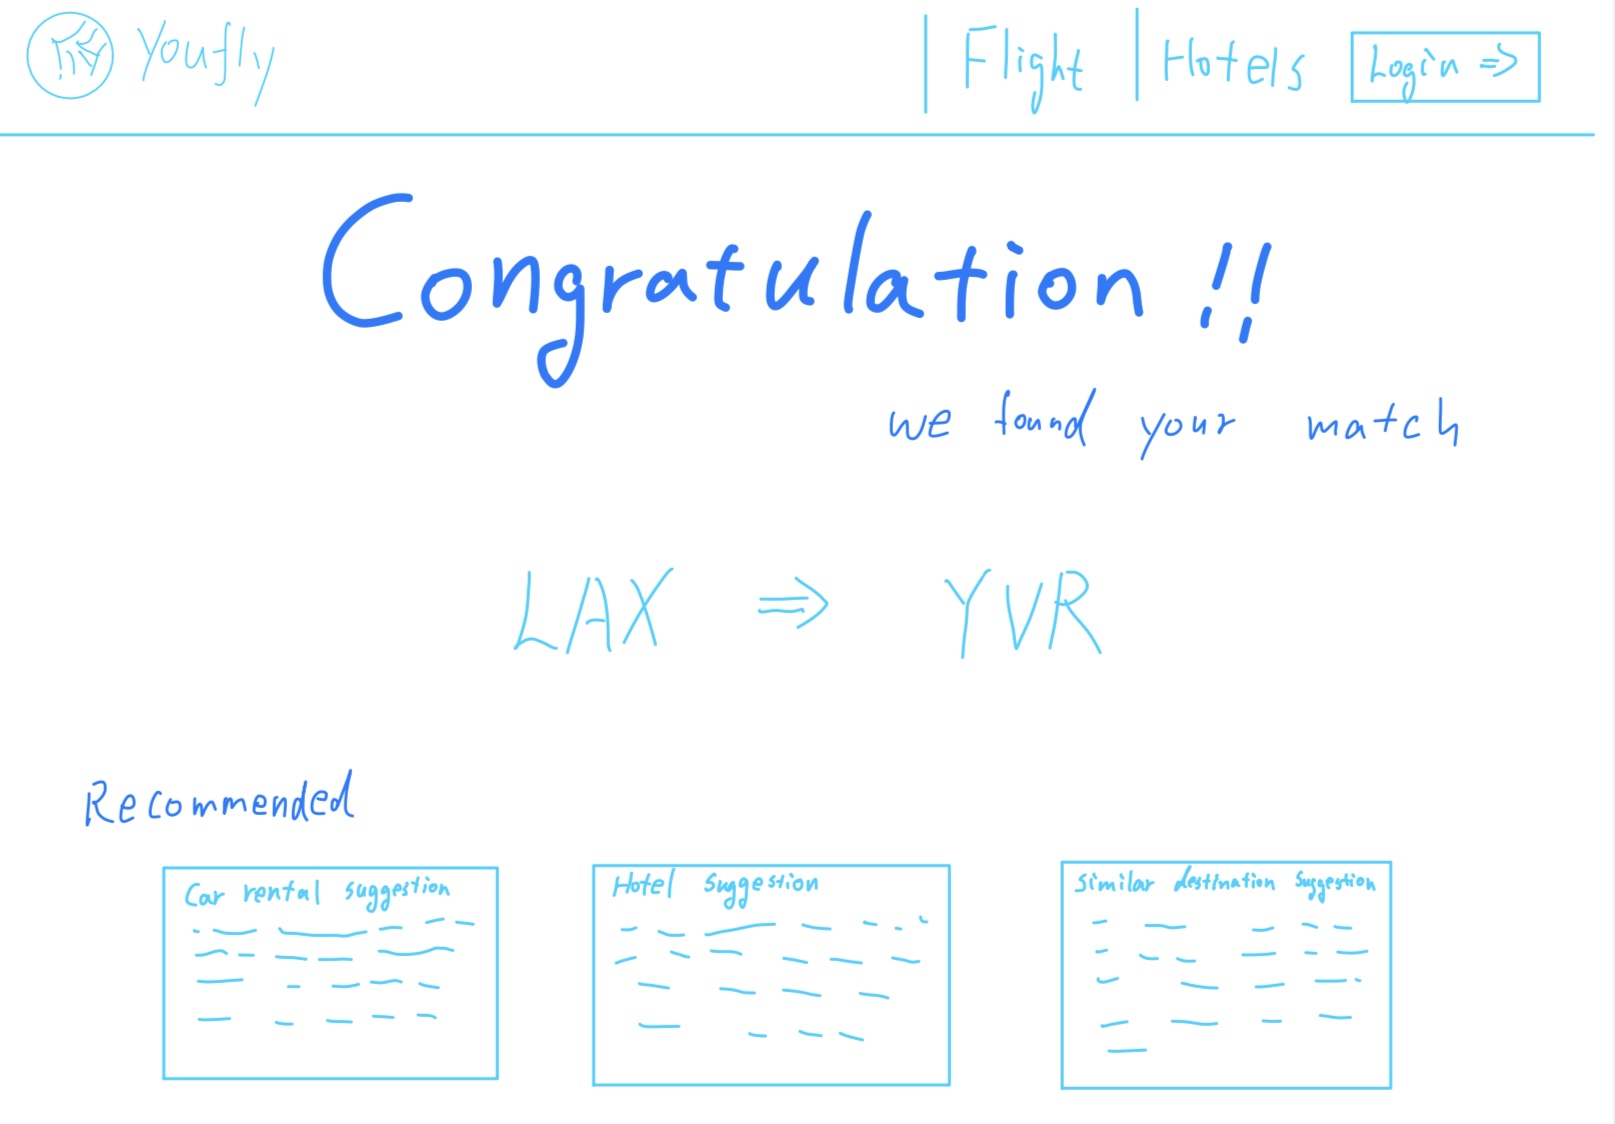 Youfly
| Flight | Hotels Login =>
Congratulation !!
we found your match
LAX => YVR
Recommended
Car rental suggestion
Hotel Suggestion
Similar destination Suggestion